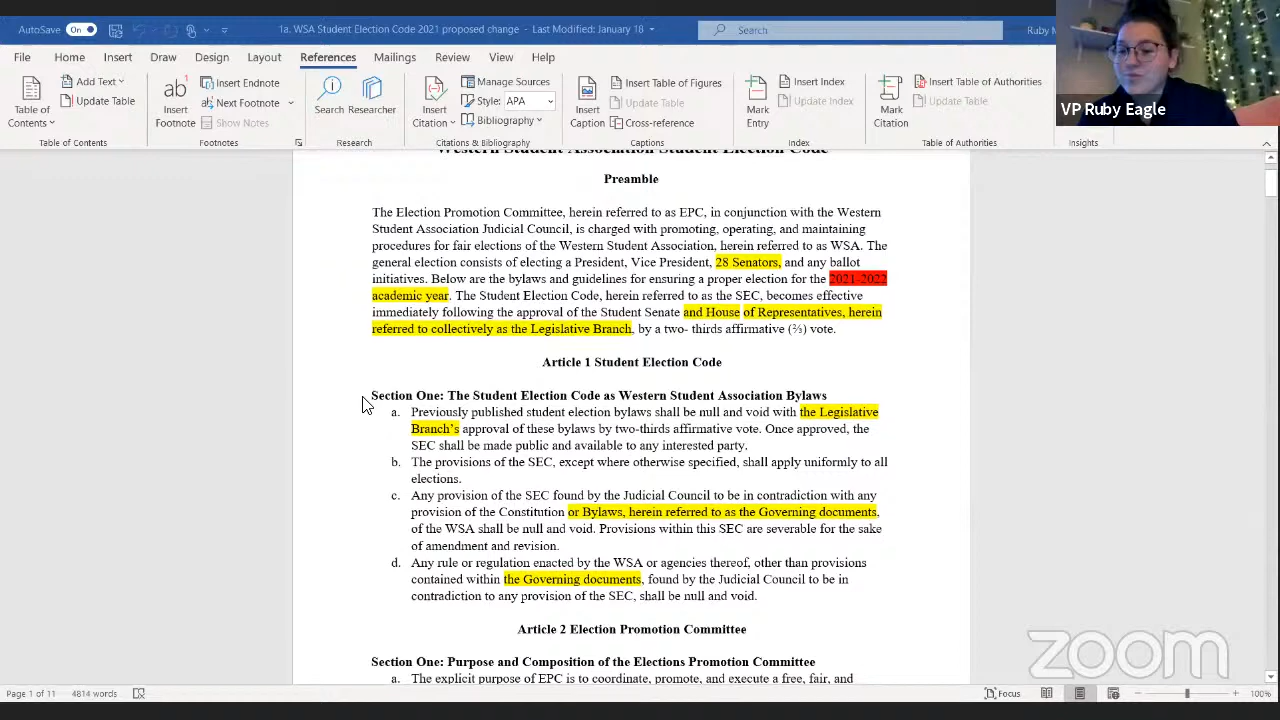 AutoSave On 1a. WSA Student Election Code 2021 proposed change - Last Modified: January 18 Search Ruby
File Home Insert Draw Design Layout References Mailings Review View Help
VP Ruby Eagle
Table of Contents
Add Text
Update Table
Table of Contents
ab Insert Footnote
Insert Endnote
Next Footnote
Show Notes
Footnotes
Search Researcher
Research
Insert Citation
Manage Sources
Style: APA
Bibliography
Citations & Bibliography
Insert Caption
Insert Table of Figures
Update Table
Cross-reference
Captions
Mark Entry
Insert Index
Update Index
Index
Mark Citation
Insert Table of Authorities
Update Table
Table of Authorities
Insights
Western Student Association Student Election Code
Preamble
The Election Promotion Committee, herein referred to as EPC, in conjunction with the Western
Student Association Judicial Council, is charged with promoting, operating, and maintaining
procedures for fair elections of the Western Student Association, herein referred to as WSA. The
general election consists of electing a President, Vice President, 28 Senators, and any ballot
initiatives. Below are the bylaws and guidelines for ensuring a proper election for the 2021-2022
academic year. The Student Election Code, herein referred to as the SEC, becomes effective
immediately following the approval of the Student Senate and House of Representatives, herein
referred to collectively as the Legislative Branch, by a two- thirds affirmative (⅔) vote.
Article 1 Student Election Code
Section One: The Student Election Code as Western Student Association Bylaws
a. Previously published student election bylaws shall be null and void with the Legislative
Branch's approval of these bylaws by two-thirds affirmative vote. Once approved, the
SEC shall be made public and available to any interested party.
b. The provisions of the SEC, except where otherwise specified, shall apply uniformly to all
elections.
c. Any provision of the SEC found by the Judicial Council to be in contradiction with any
provision of the Constitution or Bylaws, herein referred to as the Governing documents,
of the WSA shall be null and void. Provisions within this SEC are severable for the sake
of amendment and revision.
d. Any rule or regulation enacted by the WSA or agencies thereof, other than provisions
contained within the Governing documents, found by the Judicial Council to be in
contradiction to any provision of the SEC, shall be null and void.
Article 2 Election Promotion Committee
Section One: Purpose and Composition of the Elections Promotion Committee
a. The explicit purpose of EPC is to coordinate, promote, and execute a free, fair, and
zoom
Page 1 of 11 4814 words Focus 100%